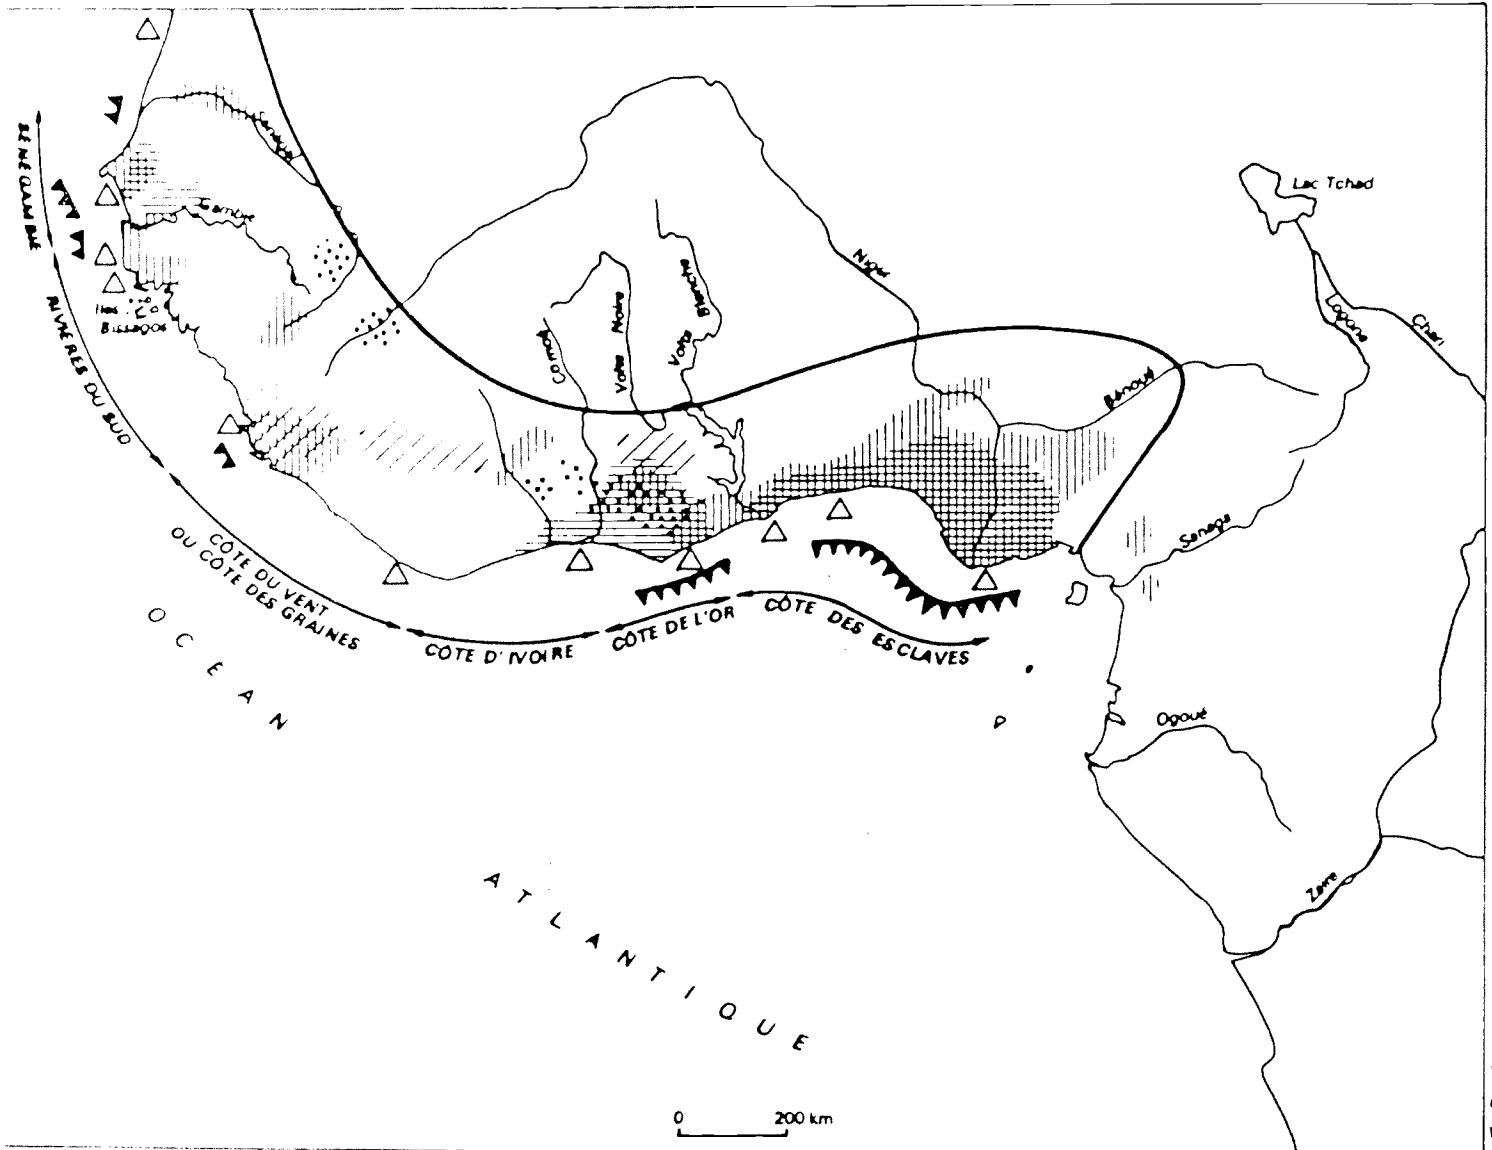 Sénégal
Lac Tchad
SÉNÉGAMBIE
Gambie
Niger
Volta Blanche
Volta Noire
Comoé
Iles
Bissagos
Logone
Chari
RIVIÈRES DU SUD
Bénoué
Sanaga
CÔTE DU VENT
OU CÔTE DES GRAINES
CÔTE D'IVOIRE
CÔTE DE L'OR
CÔTE DES ESCLAVES
OCÉAN
Ogoué
Zaïre
ATLANTIQUE
0 200 km